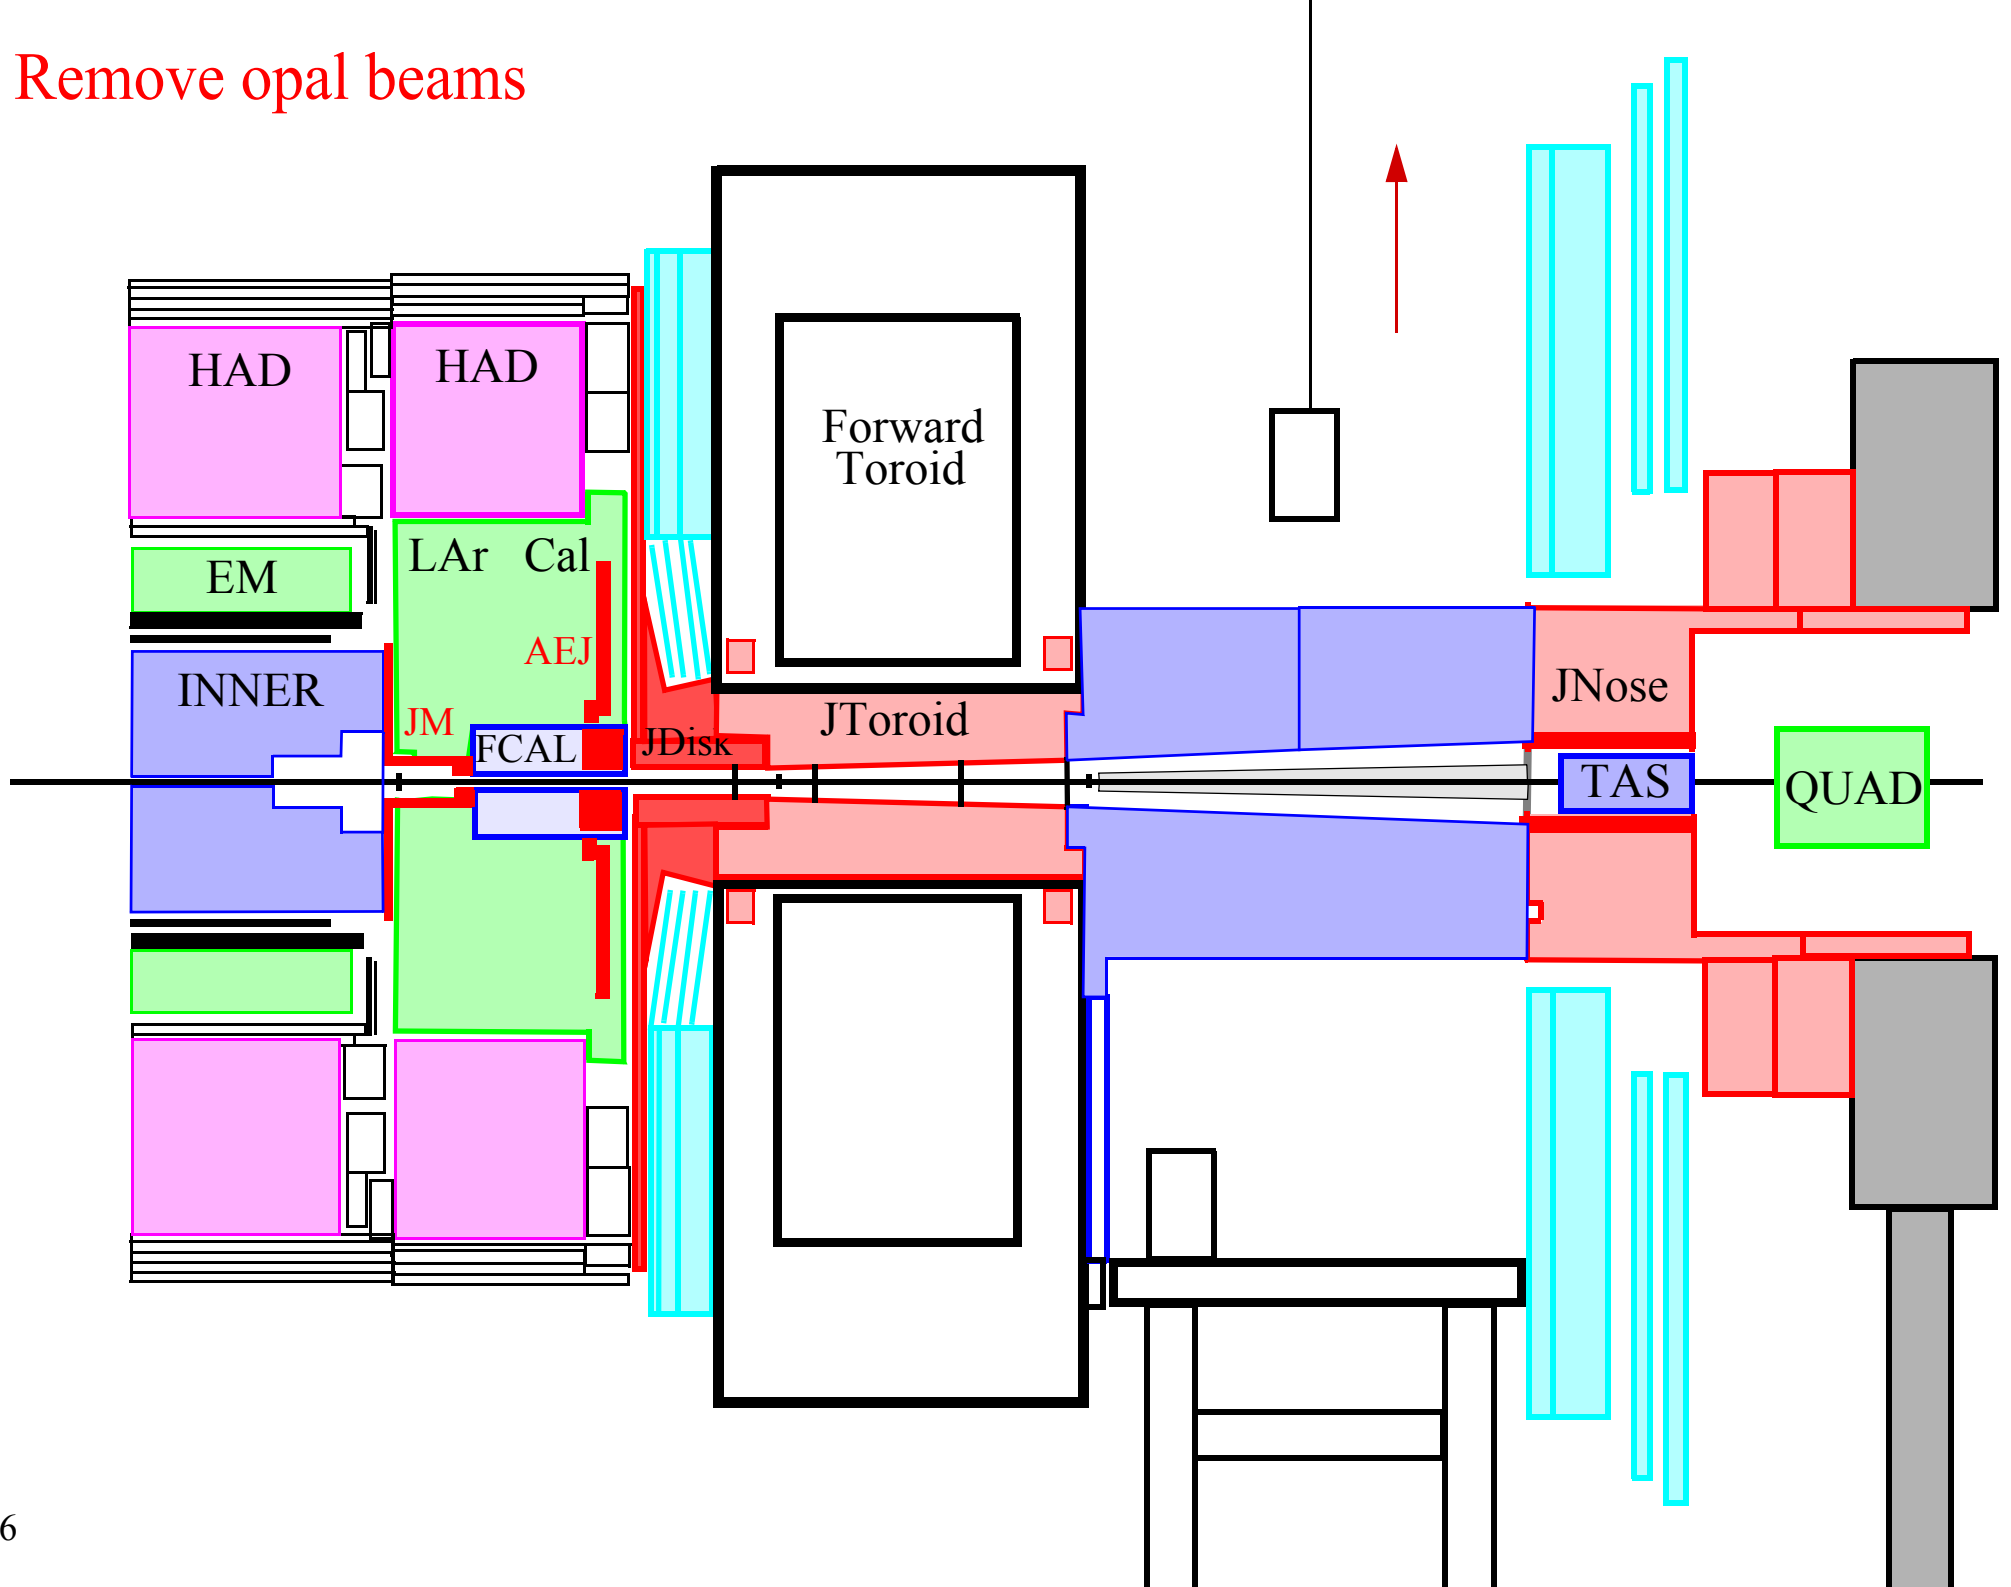 Remove opal beams
HAD
HAD
Forward
Toroid
LAr Cal
EM
AEJ
INNER
JNose
JM
JToroid
FCAL
JDisk
TAS
QUAD
6